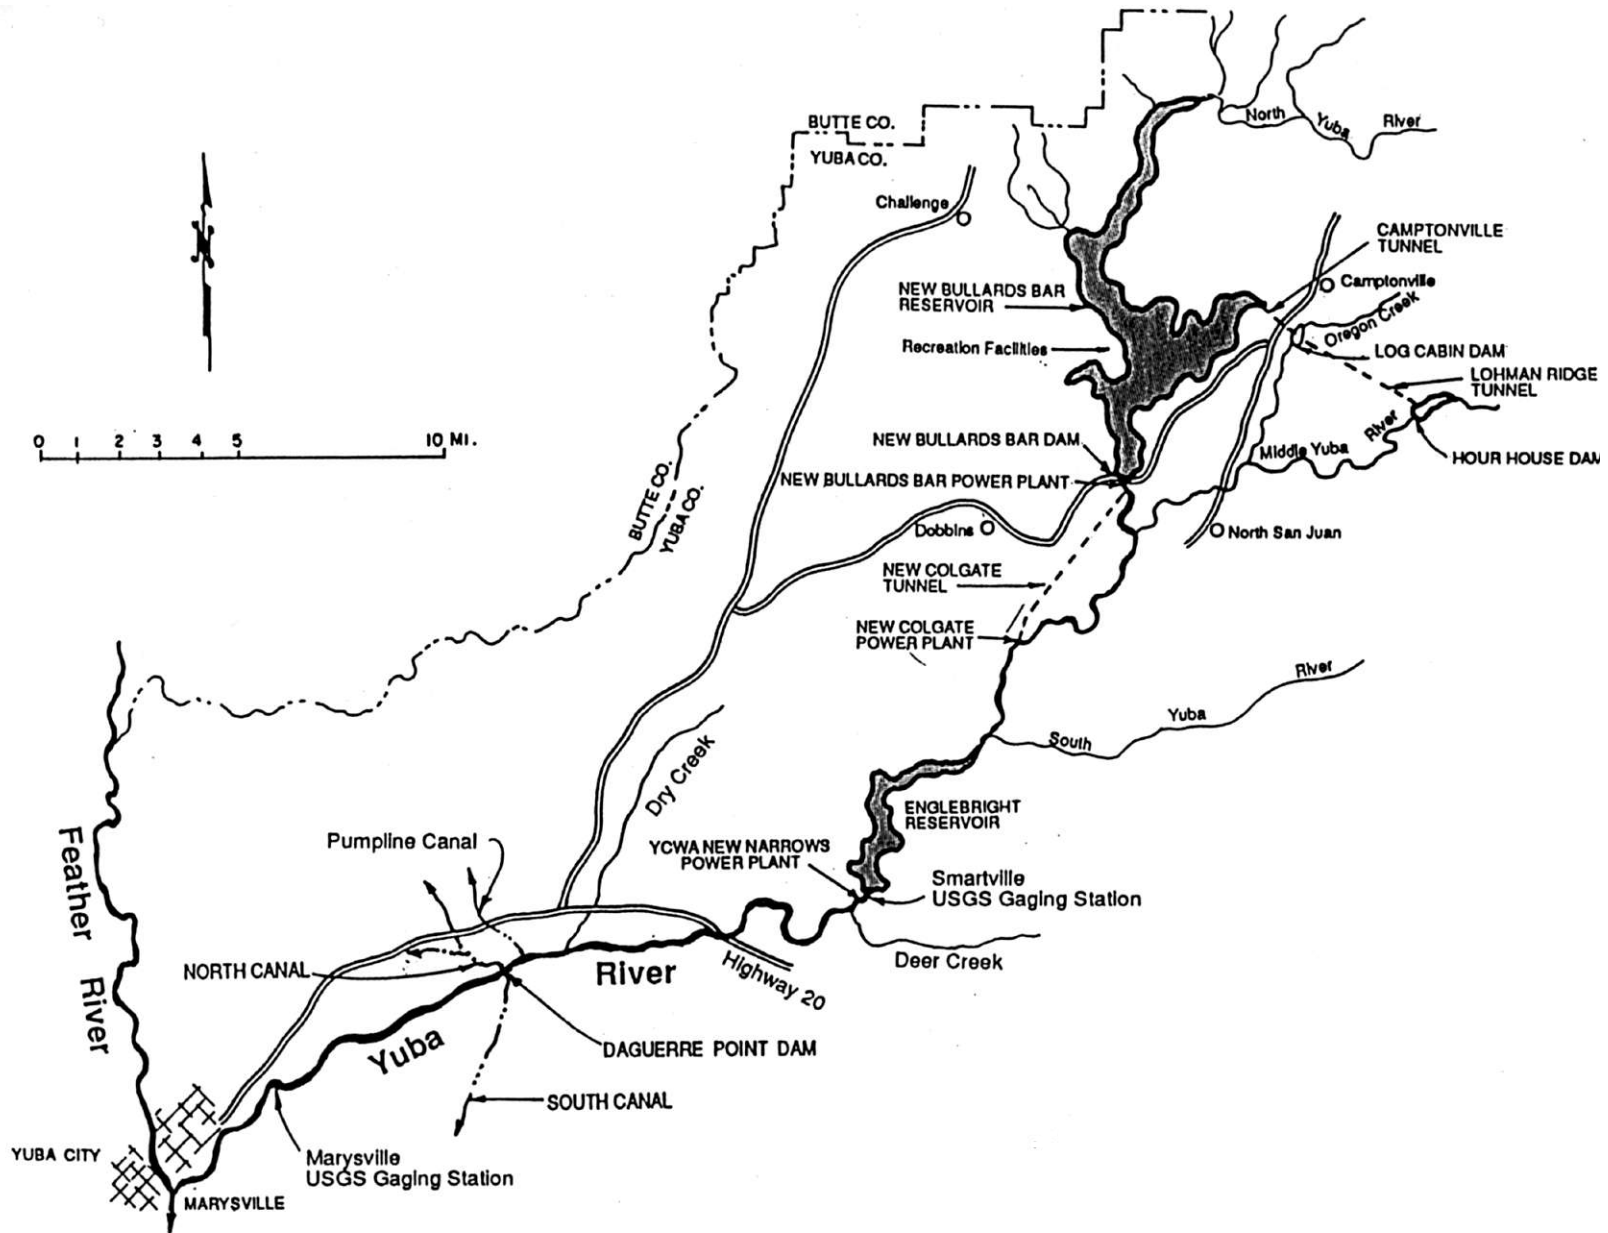 BUTTE CO.
YUBA CO.
North
Yuba
River
Challenge
N
CAMPTONVILLE
TUNNEL
Camptonville
NEW BULLARDS BAR
RESERVOIR
Oregon Creek
Recreation Facilities
LOG CABIN DAM
LOHMAN RIDGE
TUNNEL
0 1 2 3 4 5 10 MI.
NEW BULLARDS BAR DAM
Middle Yuba
River
HOUR HOUSE DAM
NEW BULLARDS BAR POWER PLANT
BUTTE CO.
YUBA CO.
Dobbins
North San Juan
NEW COLGATE
TUNNEL
NEW COLGATE
POWER PLANT
South
Yuba
River
Dry Creek
ENGLEBRIGHT
RESERVOIR
Pumpline Canal
YCWA NEW NARROWS
POWER PLANT
Smartville
USGS Gaging Station
Feather
River
NORTH CANAL
River
Highway 20
Deer Creek
Yuba
DAGUERRE POINT DAM
SOUTH CANAL
YUBA CITY
Marysville
USGS Gaging Station
MARYSVILLE